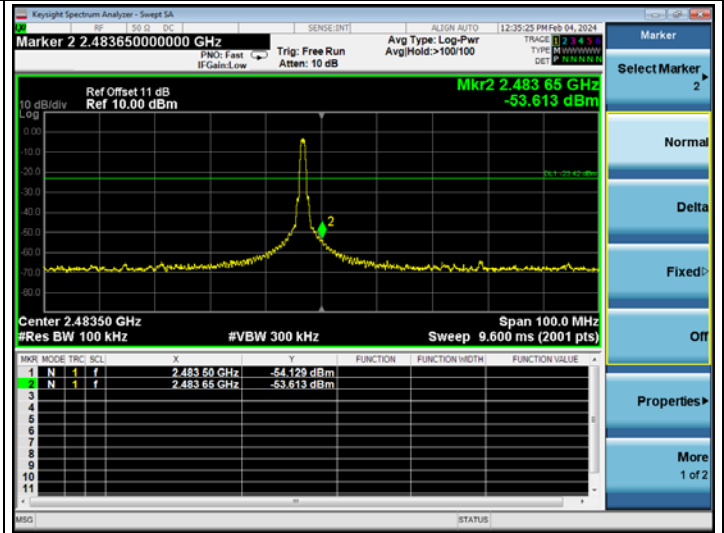 Keysight Spectrum Analyzer - Swept SA
RF 50 Ω DC SENSE:INT ALIGN AUTO 12:35:25 PM Feb 04, 2024
Marker 2 2.483650000000 GHz
PNO: Fast
IFGain:Low
Trig: Free Run
Atten: 10 dB
Avg Type: Log-Pwr
Avg|Hold:>100/100
TRACE 1 2 3 4 5 6
TYPE M WWWWW
DET P N N N N N
Mkr2 2.483 65 GHz
-53.613 dBm
Ref Offset 11 dB
Ref 10.00 dBm
10 dB/div
Log
0.00
-10.0
-20.0
DL1 -23.42 dBm
-30.0
-40.0
2
-50.0
-60.0
-70.0
-80.0
Center 2.48350 GHz
Span 100.0 MHz
#Res BW 100 kHz
#VBW 300 kHz
Sweep 9.600 ms (2001 pts)
MKR MODE TRC SCL X Y FUNCTION FUNCTION WIDTH FUNCTION VALUE
1 N 1 f 2.483 50 GHz -54.129 dBm
2 N 1 f 2.483 65 GHz -53.613 dBm
3
4
5
6
7
8
9
10
11
MSG
STATUS
Marker
Select Marker
2
Normal
Delta
Fixed
Off
Properties
More
1 of 2